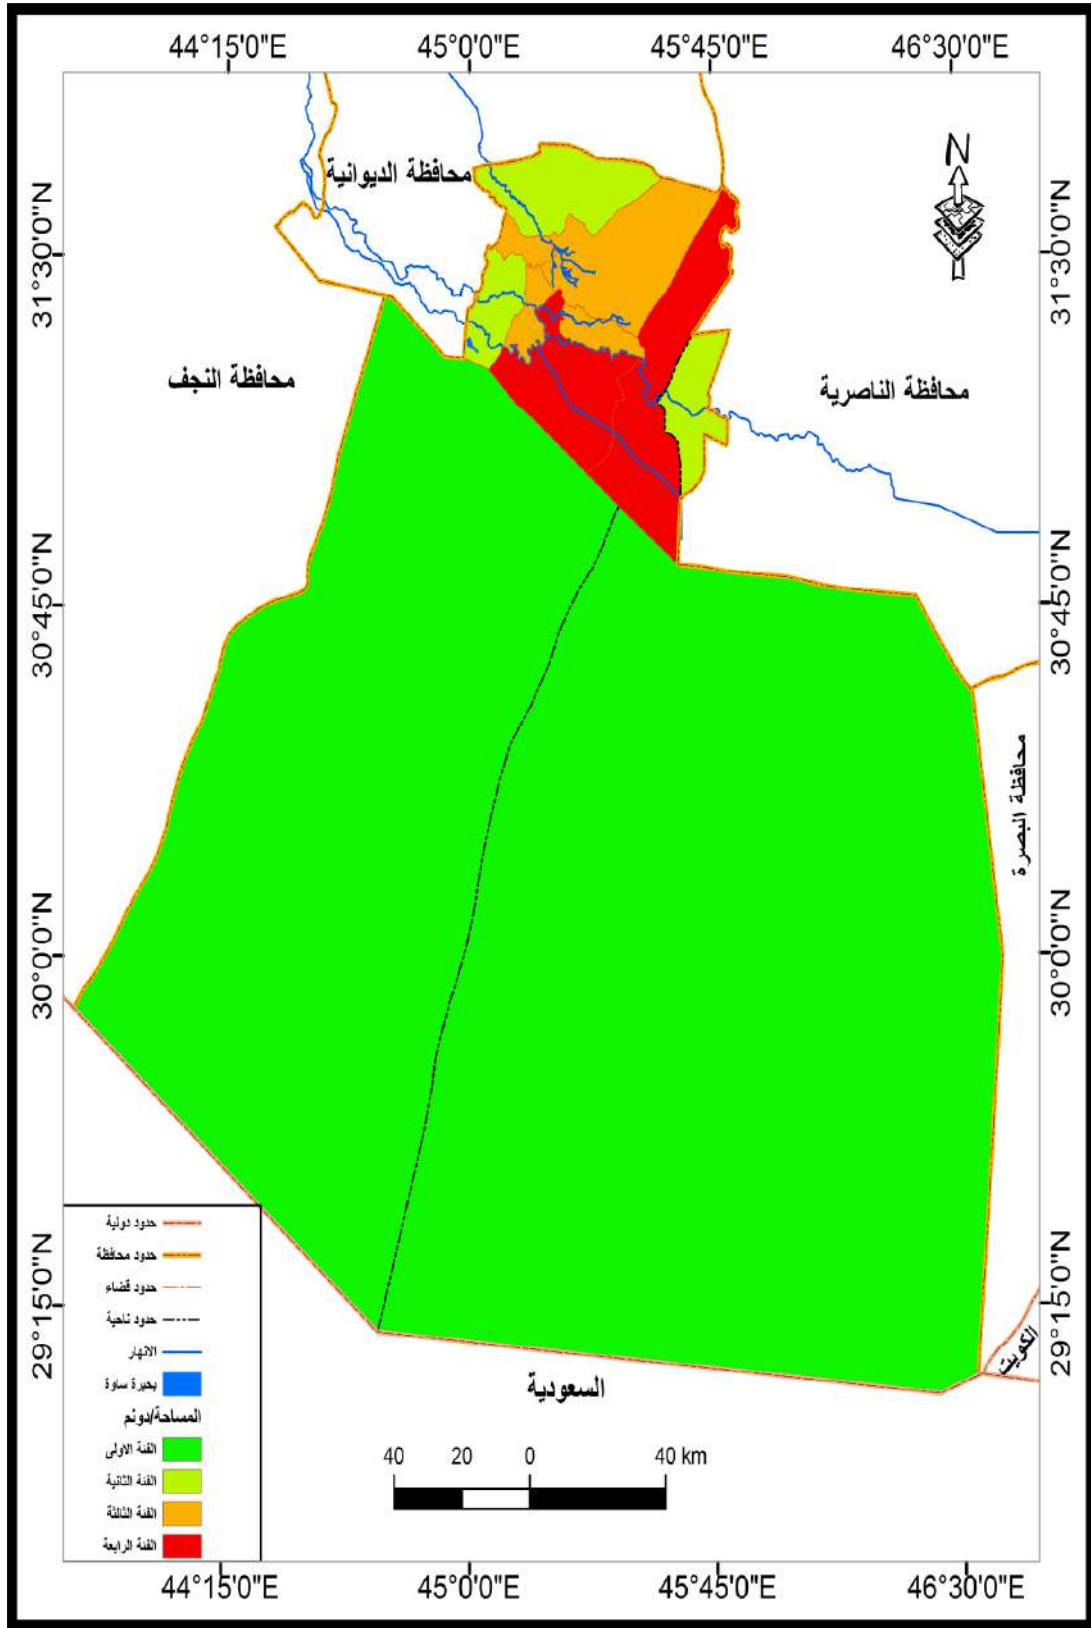 44°15'0"E 45°0'0"E 45°45'0"E 46°30'0"E
N
محافظة الديوانية
31°30'0"N 31°30'0"N
محافظة النجف
محافظة الناصرية
30°45'0"N 30°45'0"N
محافظة البصرة
30°0'0"N 30°0'0"N
29°15'0"N 29°15'0"N
الكويت
السعودية
حدود دولية
حدود محافظة
حدود قضاء
حدود ناحية
الانهار
بحيرة ساوة
المساحة/دونم
الفئة الاولى
الفئة الثانية
الفئة الثالثة
الفئة الرابعة
40 20 0 40 km
44°15'0"E 45°0'0"E 45°45'0"E 46°30'0"E